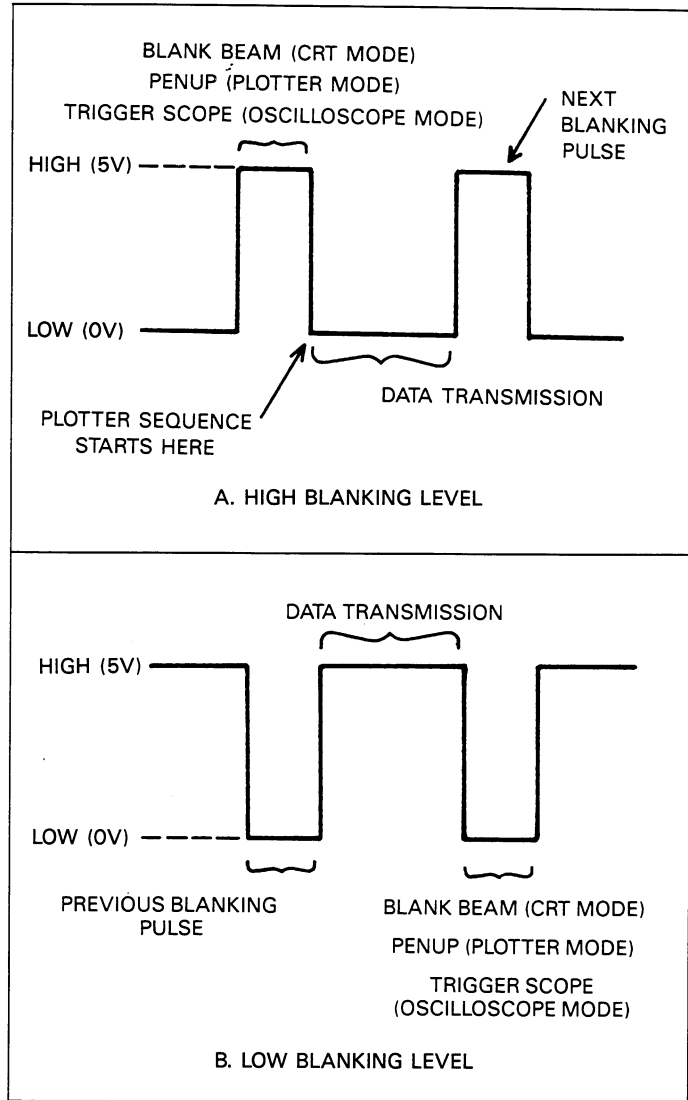 BLANK BEAM (CRT MODE)
PENUP (PLOTTER MODE)
TRIGGER SCOPE (OSCILLOSCOPE MODE)
NEXT
BLANKING
PULSE
HIGH (5V)
LOW (0V)
DATA TRANSMISSION
PLOTTER SEQUENCE
STARTS HERE
A. HIGH BLANKING LEVEL
DATA TRANSMISSION
HIGH (5V)
LOW (0V)
PREVIOUS BLANKING
PULSE
BLANK BEAM (CRT MODE)
PENUP (PLOTTER MODE)
TRIGGER SCOPE
(OSCILLOSCOPE MODE)
B. LOW BLANKING LEVEL